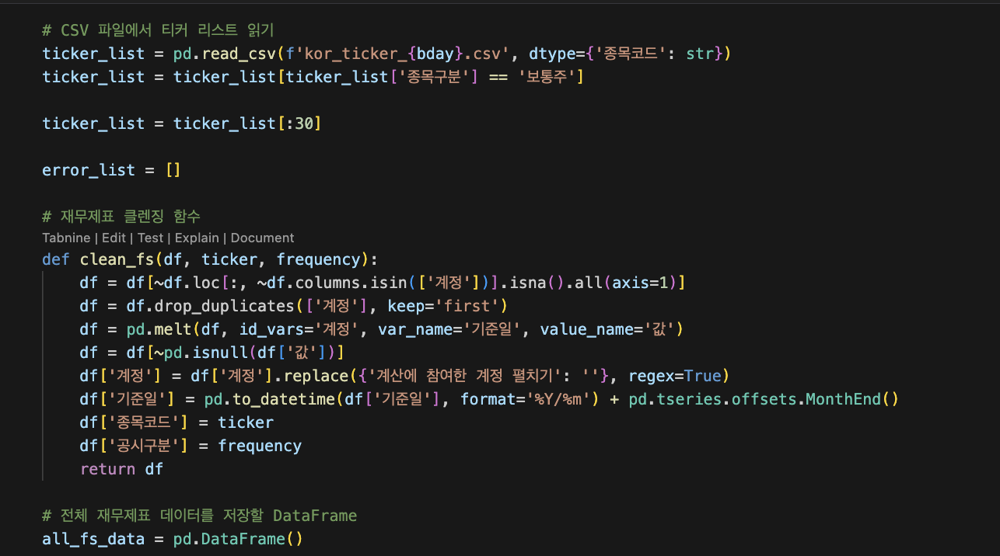 # CSV 파일에서 티커 리스트 읽기
ticker_list = pd.read_csv(f'kor_ticker_{bday}.csv', dtype={'종목코드': str})
ticker_list = ticker_list[ticker_list['종목구분'] == '보통주']
ticker_list = ticker_list[:30]
error_list = []
# 재무제표 클렌징 함수
Tabnine | Edit | Test | Explain | Document
def clean_fs(df, ticker, frequency):
    df = df[~df.loc[:, ~df.columns.isin(['계정'])].isna().all(axis=1)]
    df = df.drop_duplicates(['계정'], keep='first')
    df = pd.melt(df, id_vars='계정', var_name='기준일', value_name='값')
    df = df[~pd.isnull(df['값'])]
    df['계정'] = df['계정'].replace({'계산에 참여한 계정 펼치기': ''}, regex=True)
    df['기준일'] = pd.to_datetime(df['기준일'], format='%Y/%m') + pd.tseries.offsets.MonthEnd()
    df['종목코드'] = ticker
    df['공시구분'] = frequency
    return df
# 전체 재무제표 데이터를 저장할 DataFrame
all_fs_data = pd.DataFrame()